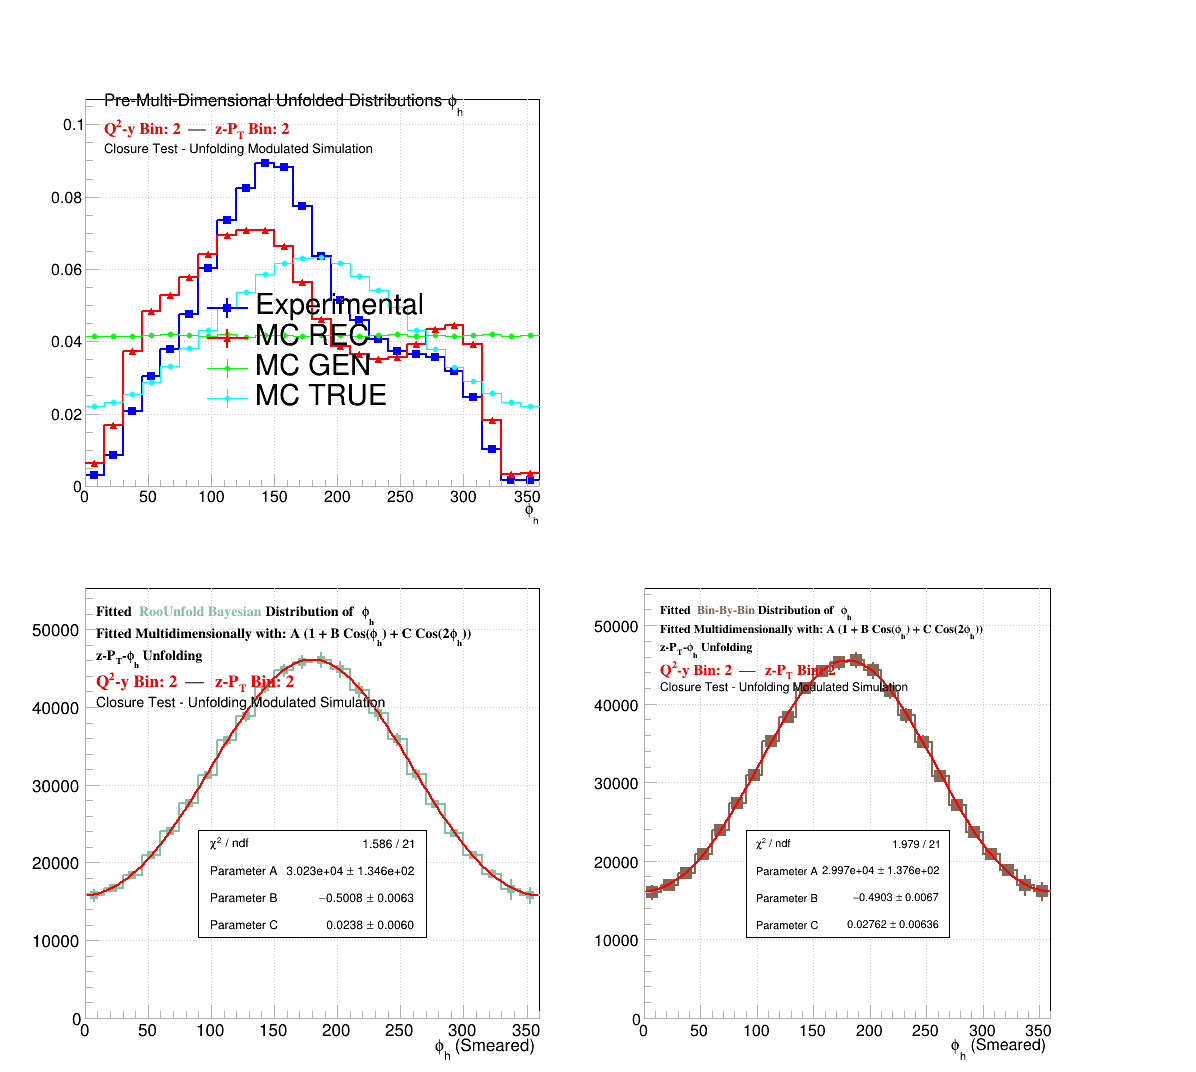 Pre-Multi-Dimensional Unfolded Distributions ϕh
Q²-y Bin: 2 — z-PT Bin: 2
Closure Test - Unfolding Modulated Simulation
0.1
0.08
0.06
0.04
0.02
0
Experimental
MC REC
MC GEN
MC TRUE
0 50 100 150 200 250 300 350
ϕh
Fitted RooUnfold Bayesian Distribution of ϕh
Fitted Multidimensionally with: A (1 + B Cos(ϕh) + C Cos(2ϕh))
z-PT-ϕh Unfolding
Q²-y Bin: 2 — z-PT Bin: 2
Closure Test - Unfolding Modulated Simulation
50000
40000
30000
20000
10000
0
χ² / ndf 1.586 / 21
Parameter A 3.023e+04 ± 1.346e+02
Parameter B −0.5008 ± 0.0063
Parameter C 0.0238 ± 0.0060
0 50 100 150 200 250 300 350
ϕh (Smeared)
Fitted Bin-By-Bin Distribution of ϕh
Fitted Multidimensionally with: A (1 + B Cos(ϕh) + C Cos(2ϕh))
z-PT-ϕh Unfolding
Q²-y Bin: 2 — z-PT Bin: 2
Closure Test - Unfolding Modulated Simulation
50000
40000
30000
20000
10000
0
χ² / ndf 1.979 / 21
Parameter A 2.997e+04 ± 1.376e+02
Parameter B −0.4903 ± 0.0067
Parameter C 0.02762 ± 0.00636
0 50 100 150 200 250 300 350
ϕh (Smeared)